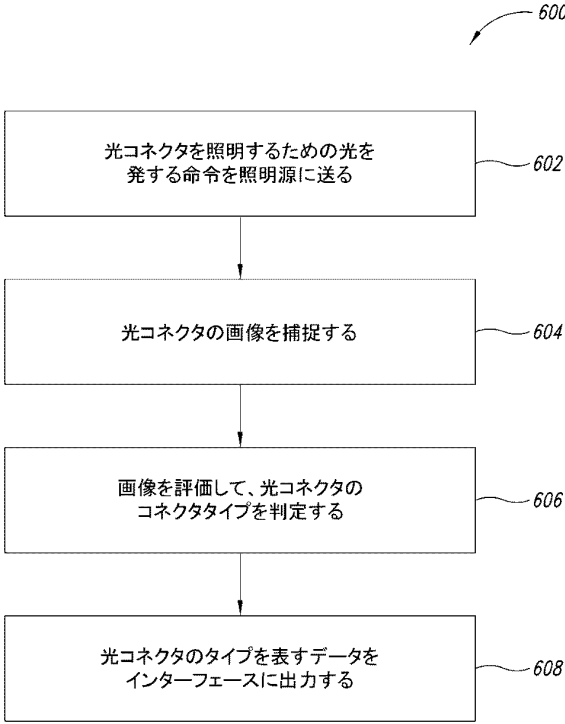 600
光コネクタを照明するための光を
発する命令を照明源に送る
602
光コネクタの画像を捕捉する
604
画像を評価して、光コネクタの
コネクタタイプを判定する
606
光コネクタのタイプを表すデータを
インターフェースに出力する
608